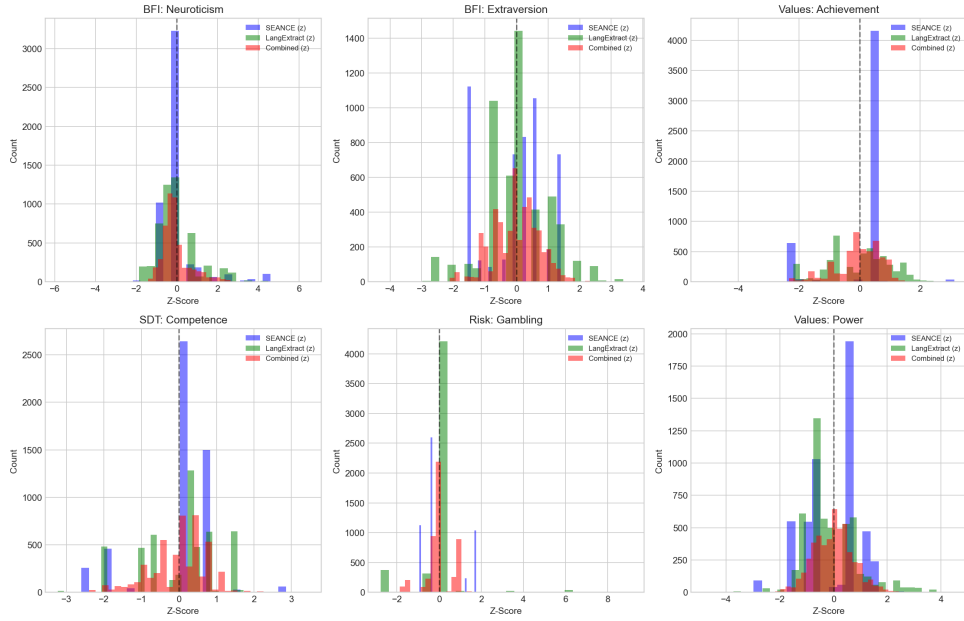 BFI: Neuroticism
SEANCE (z)
LangExtract (z)
Combined (z)
Count
3000
2500
2000
1500
1000
500
0
−6 −4 −2 0 2 4 6
Z-Score
BFI: Extraversion
SEANCE (z)
LangExtract (z)
Combined (z)
Count
1400
1200
1000
800
600
400
200
0
−4 −3 −2 −1 0 1 2 3 4
Z-Score
Values: Achievement
SEANCE (z)
LangExtract (z)
Combined (z)
Count
4000
3500
3000
2500
2000
1500
1000
500
0
−4 −2 0 2
Z-Score
SDT: Competence
SEANCE (z)
LangExtract (z)
Combined (z)
Count
2500
2000
1500
1000
500
0
−3 −2 −1 0 1 2 3
Z-Score
Risk: Gambling
SEANCE (z)
LangExtract (z)
Combined (z)
Count
4000
3500
3000
2500
2000
1500
1000
500
0
−2 0 2 4 6 8
Z-Score
Values: Power
SEANCE (z)
LangExtract (z)
Combined (z)
Count
2000
1750
1500
1250
1000
750
500
250
0
−4 −2 0 2 4
Z-Score